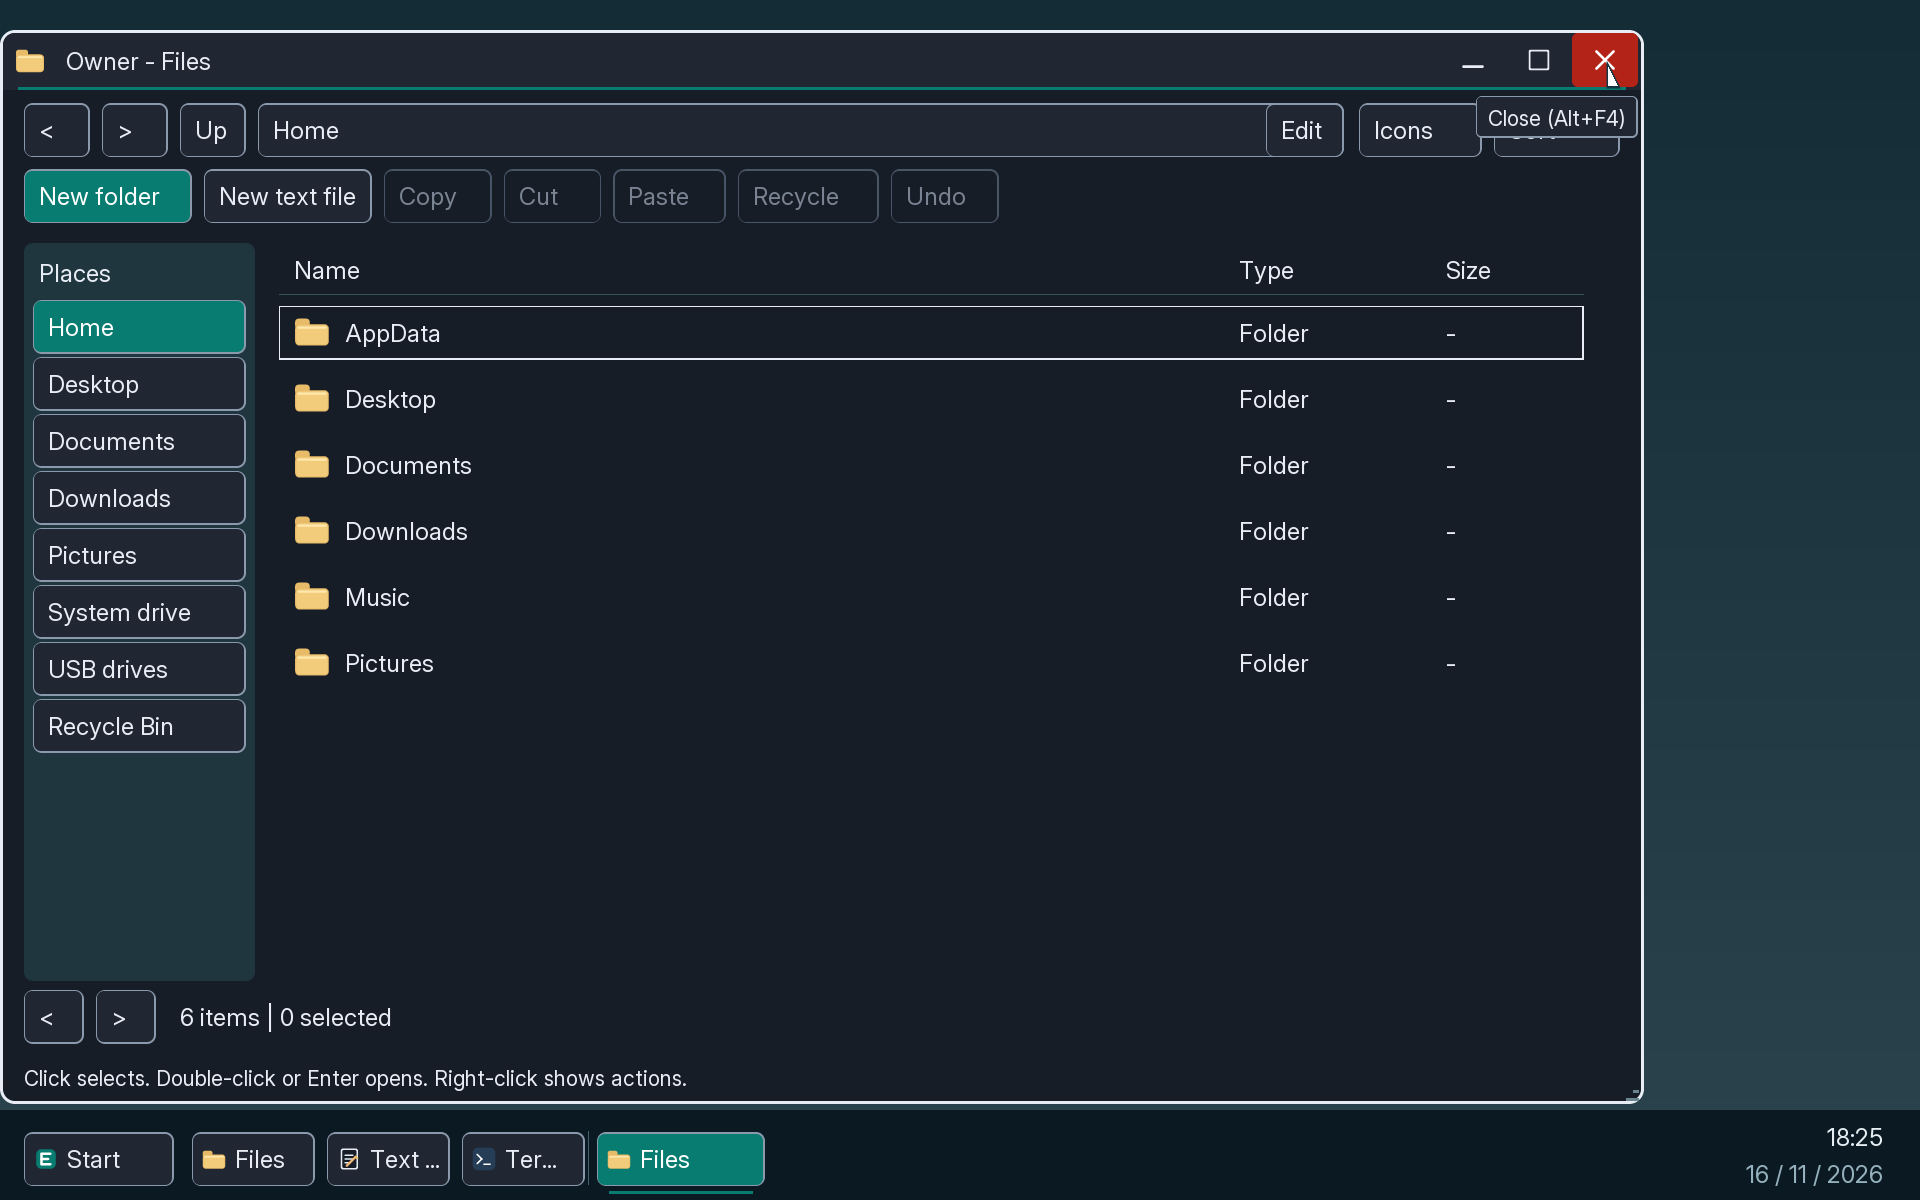 Owner - Files
Close (Alt+F4)
< > Up Home Edit Icons
New folder New text file Copy Cut Paste Recycle Undo
Places
Home
Desktop
Documents
Downloads
Pictures
System drive
USB drives
Recycle Bin
Name Type Size
AppData Folder -
Desktop Folder -
Documents Folder -
Downloads Folder -
Music Folder -
Pictures Folder -
< > 6 items | 0 selected
Click selects. Double-click or Enter opens. Right-click shows actions.
E Start Files Text ... Ter... Files
18:25
16 / 11 / 2026